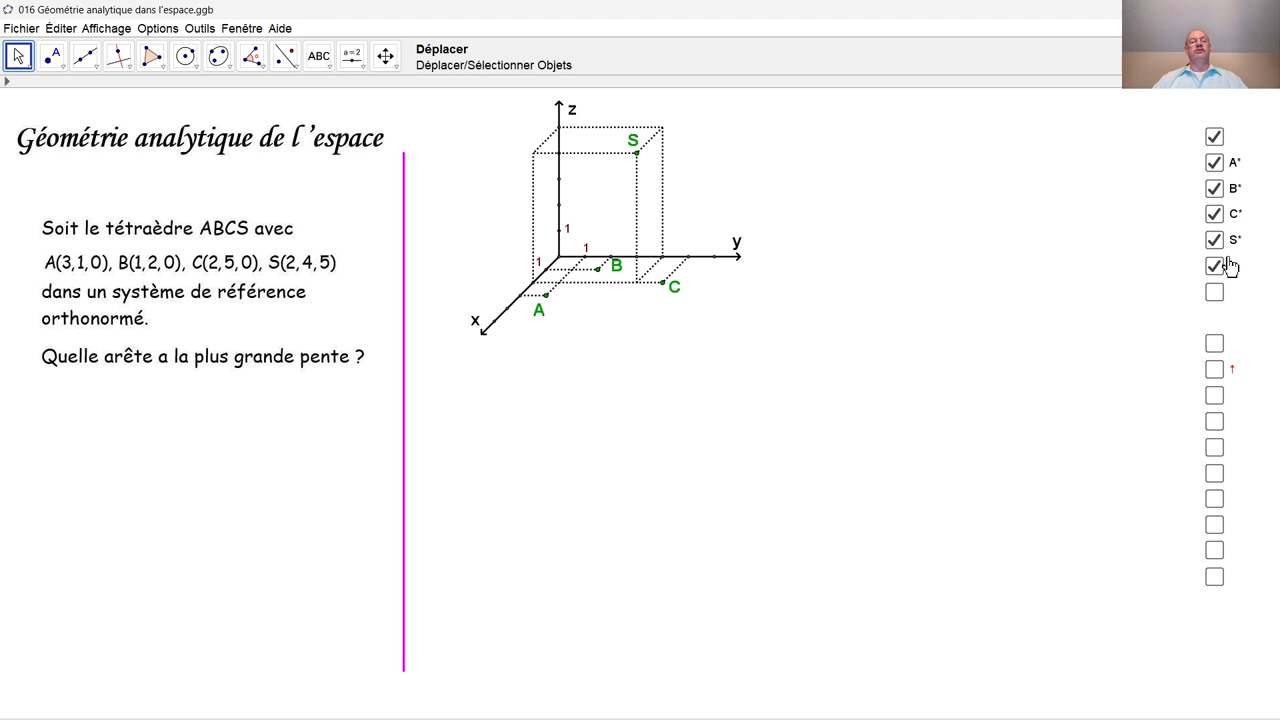 016 Géométrie analytique dans l'espace.ggb
Fichier Éditer Affichage Options Outils Fenêtre Aide
A
ABC
a=2
Déplacer
Déplacer/Sélectionner Objets
Géométrie analytique de l'espace
Soit le tétraèdre ABCS avec
A(3,1,0), B(1,2,0), C(2,5,0), S(2,4,5)
dans un système de référence
orthonormé.
Quelle arête a la plus grande pente ?
z
S
1
1
y
1
B
C
A
x
A*
B*
C*
S*
↑